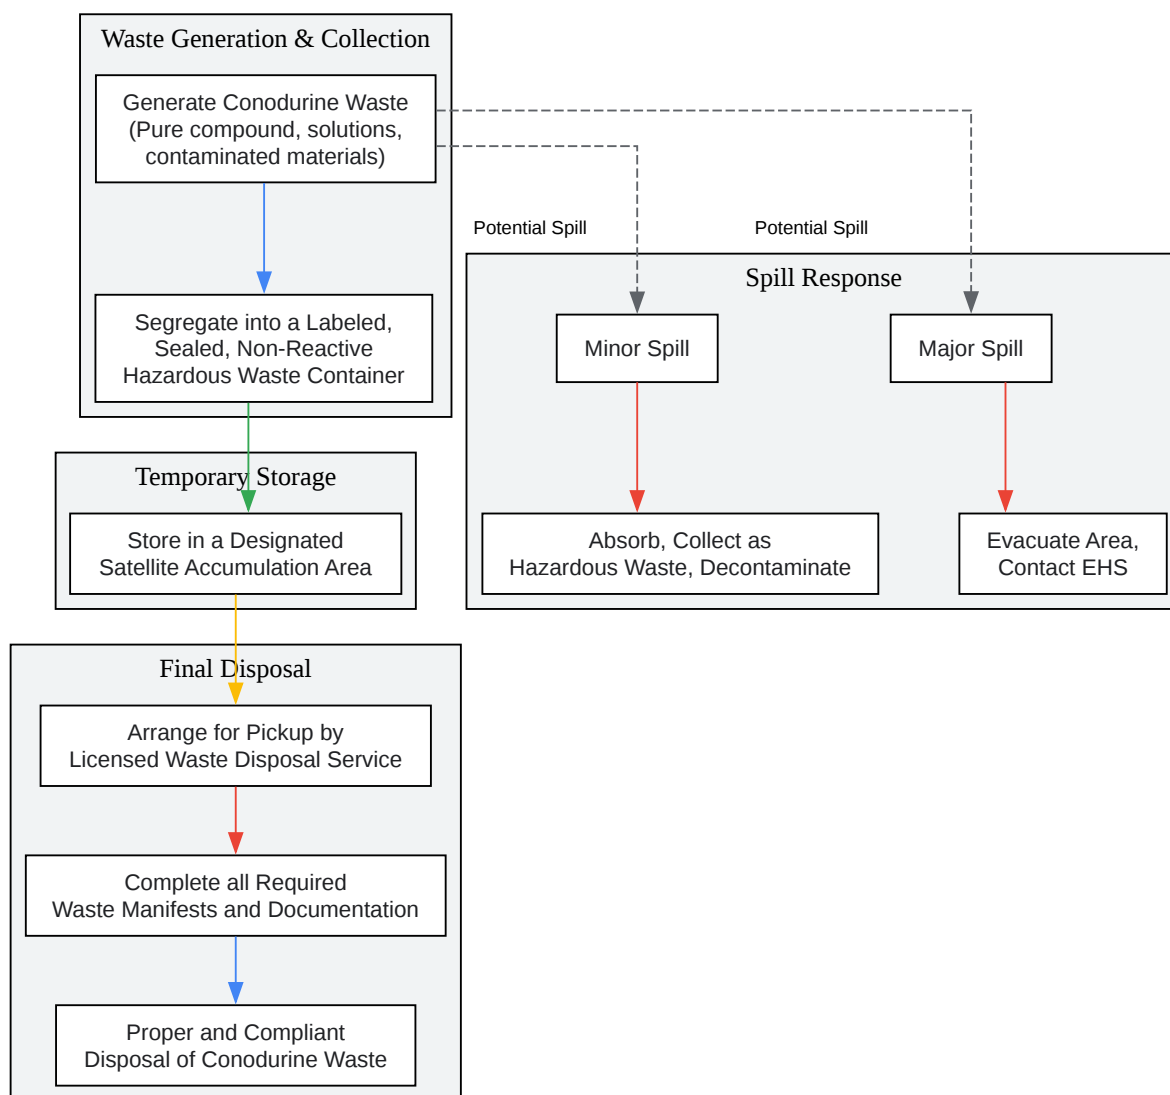 Waste Generation & Collection
Generate Conodurine Waste
(Pure compound, solutions,
contaminated materials)
Segregate into a Labeled,
Sealed, Non-Reactive
Hazardous Waste Container
Temporary Storage
Store in a Designated
Satellite Accumulation Area
Final Disposal
Arrange for Pickup by
Licensed Waste Disposal Service
Complete all Required
Waste Manifests and Documentation
Proper and Compliant
Disposal of Conodurine Waste
Potential Spill
Potential Spill
Spill Response
Minor Spill
Major Spill
Absorb, Collect as
Hazardous Waste, Decontaminate
Evacuate Area,
Contact EHS